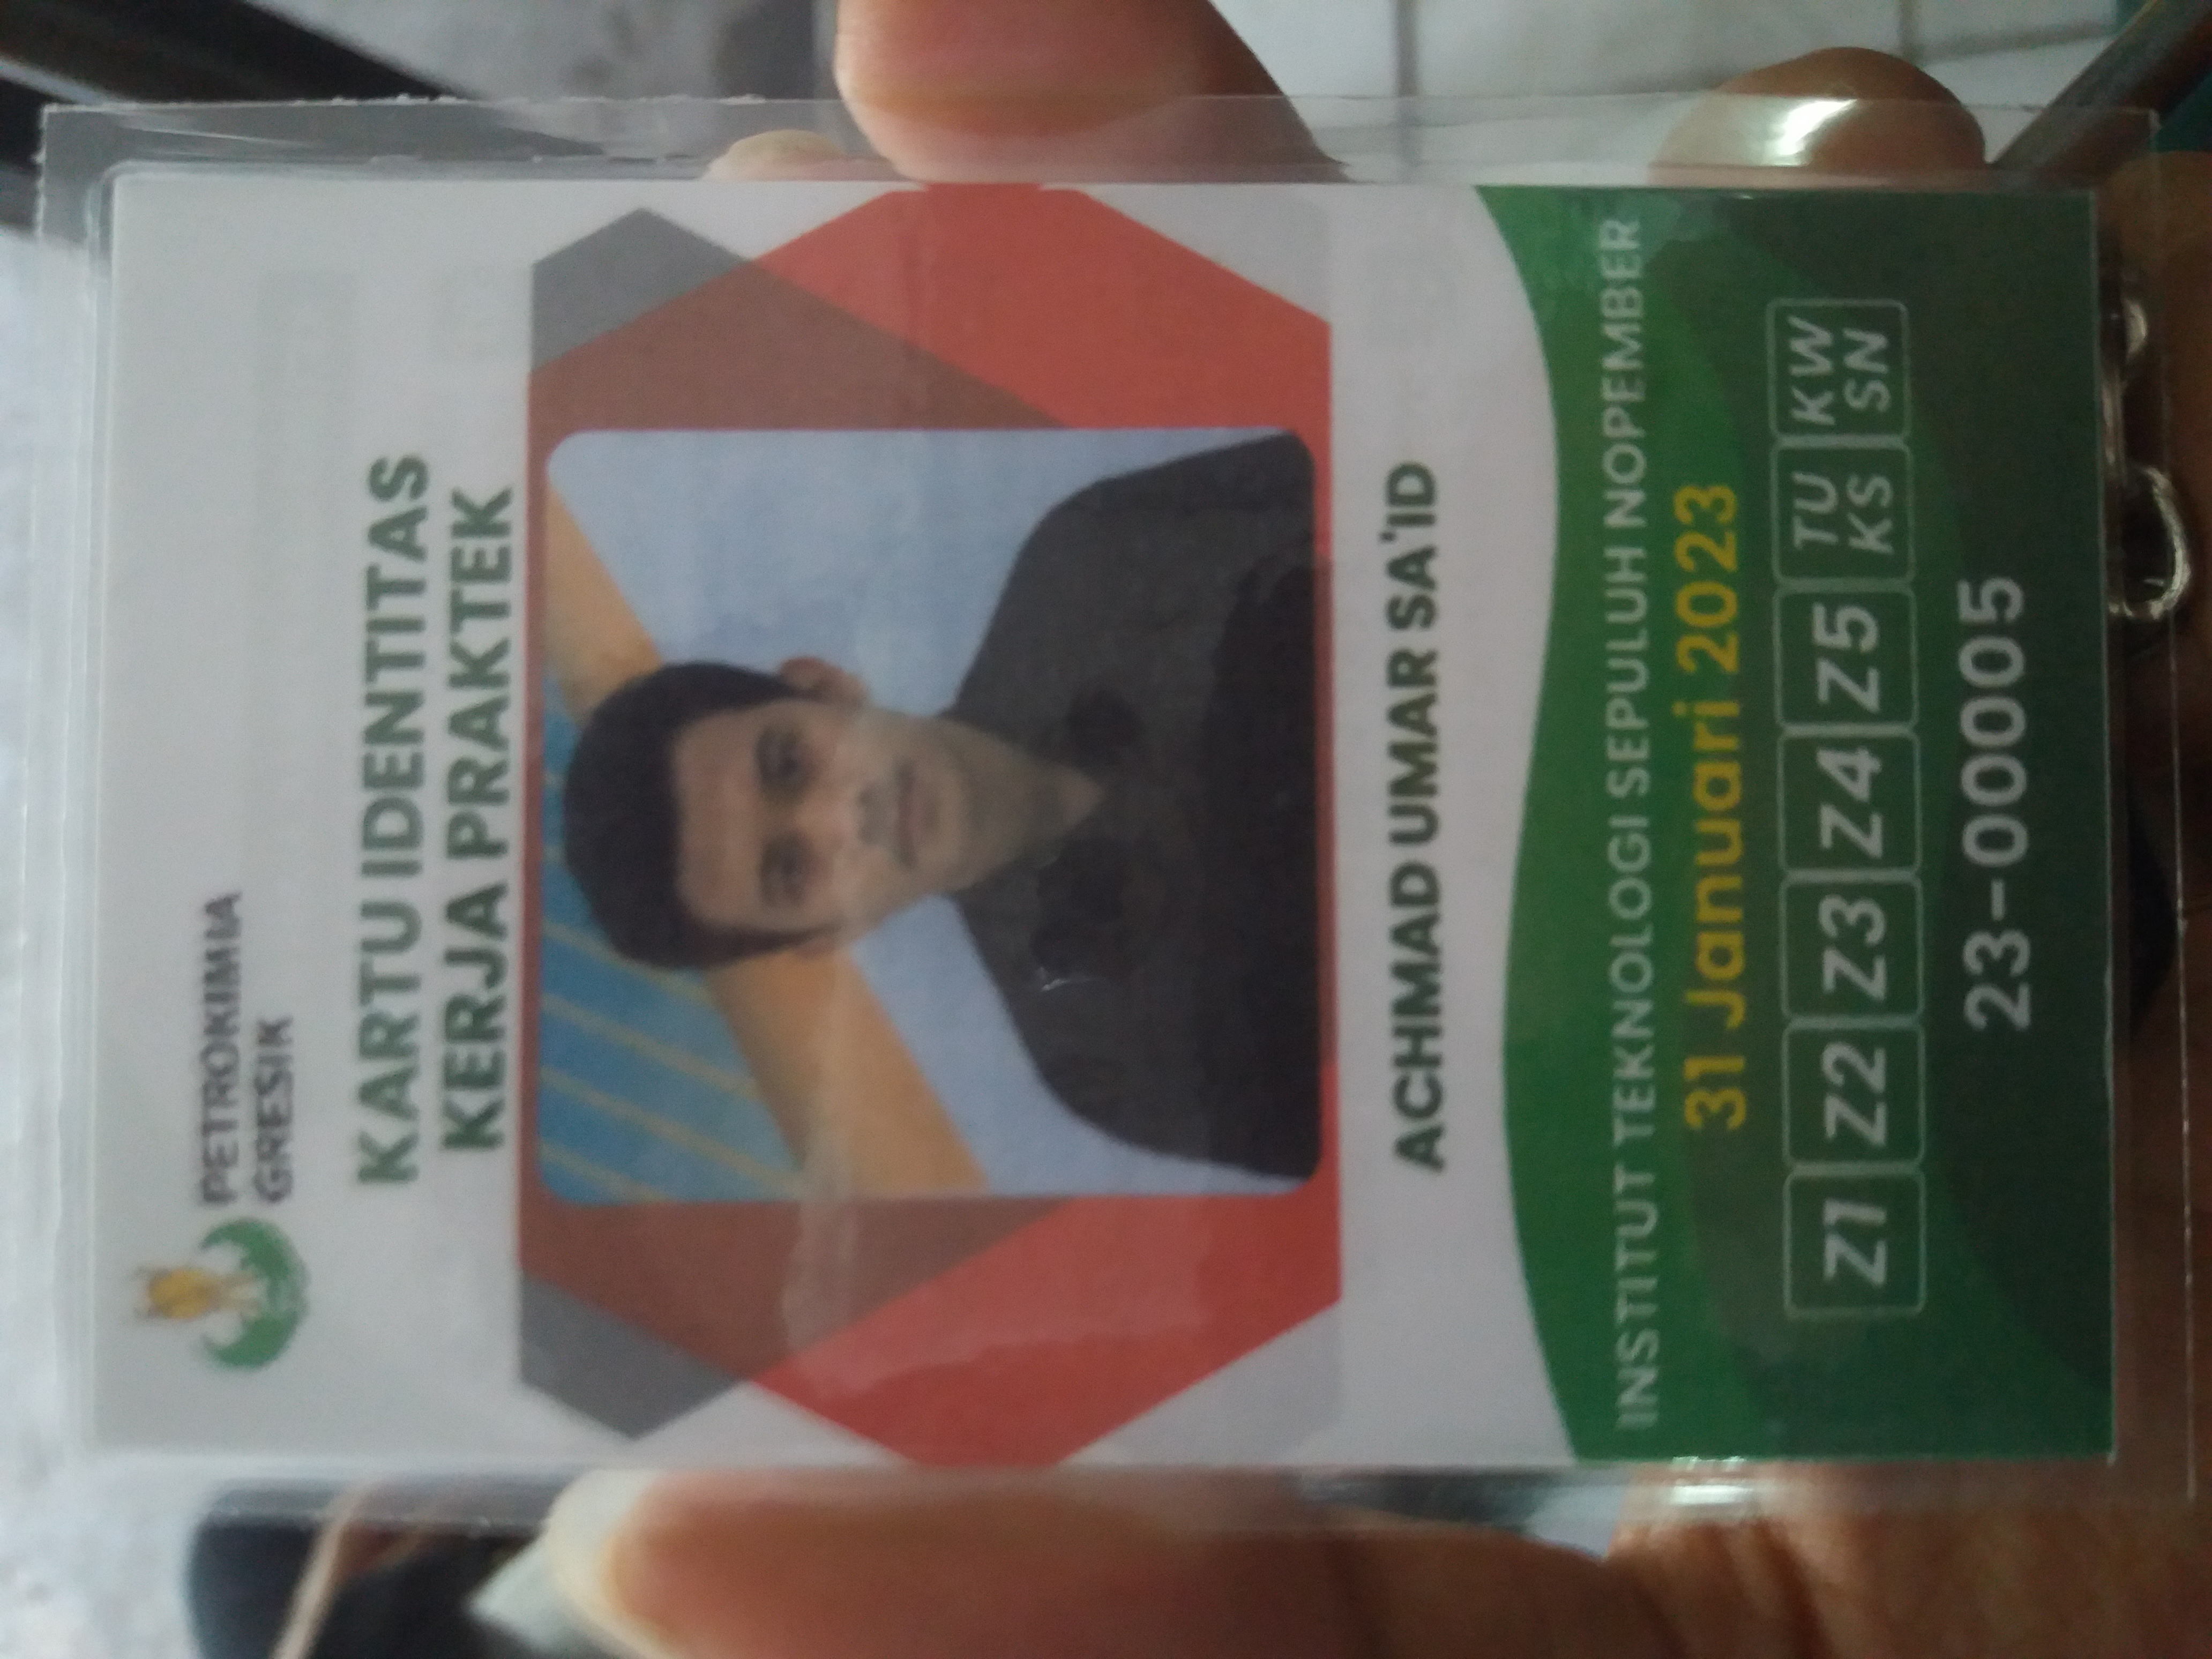 PETROKIMIA
GRESIK
KARTU IDENTITAS
KERJA PRAKTEK
ACHMAD UMAR SA'ID
INSTITUT TEKNOLOGI SEPULUH NOPEMBER
31 Januari 2023
Z1 Z2 Z3 Z4 Z5 TU KS KW SN
23-00005